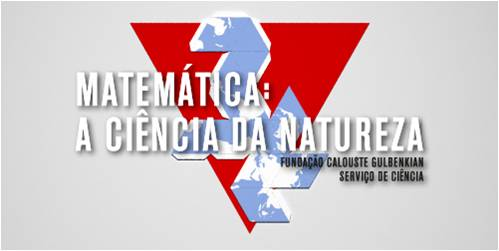 MATEMÁTICA:
A CIÊNCIA DA NATUREZA
FUNDAÇÃO CALOUSTE GULBENKIAN
SERVIÇO DE CIÊNCIA